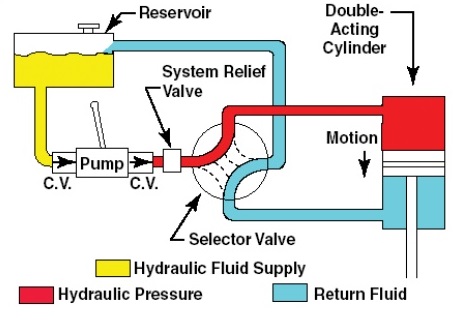 Reservoir
Double-
Acting
Cylinder
System Relief
Valve
Motion
Pump
C.V.
C.V.
Selector Valve
Hydraulic Fluid Supply
Hydraulic Pressure
Return Fluid